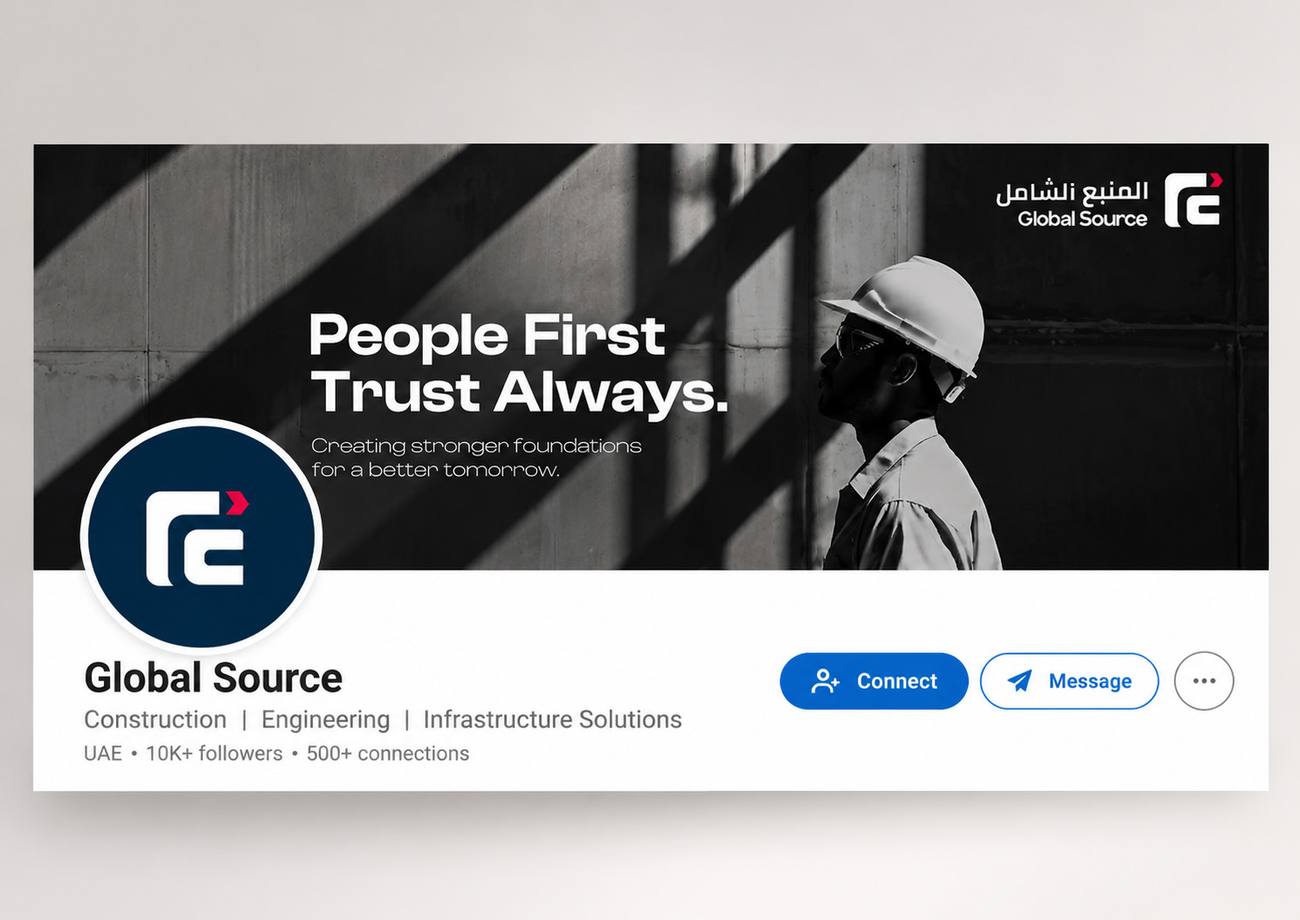 المنبع الشامل
Global Source
People First
Trust Always.
Creating stronger foundations
for a better tomorrow.
Global Source
Construction | Engineering | Infrastructure Solutions
UAE • 10K+ followers • 500+ connections
Connect
Message